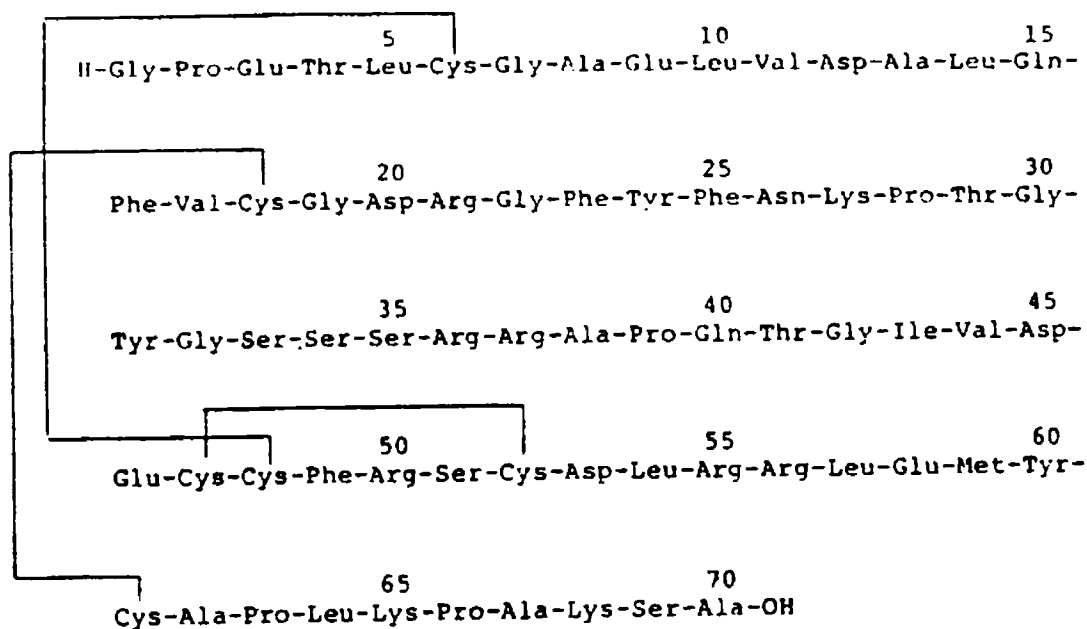 5 10 15
H-Gly-Pro-Glu-Thr-Leu-Cys-Gly-Ala-Glu-Leu-Val-Asp-Ala-Leu-Gln-
20 25 30
Phe-Val-Cys-Gly-Asp-Arg-Gly-Phe-Tyr-Phe-Asn-Lys-Pro-Thr-Gly-
35 40 45
Tyr-Gly-Ser-Ser-Ser-Arg-Arg-Ala-Pro-Gln-Thr-Gly-Ile-Val-Asp-
50 55 60
Glu-Cys-Cys-Phe-Arg-Ser-Cys-Asp-Leu-Arg-Arg-Leu-Glu-Met-Tyr-
65 70
Cys-Ala-Pro-Leu-Lys-Pro-Ala-Lys-Ser-Ala-OH